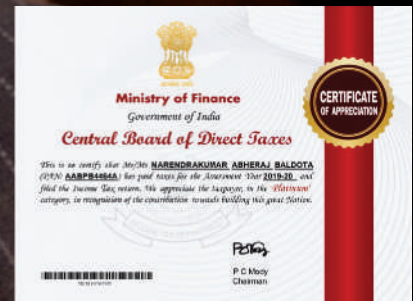 Ministry of Finance
Government of India
Central Board of Direct Taxes
CERTIFICATE
OF APPRECIATION
This is to certify that Mr/Ms NARENDRAKUMAR ABHERAJ BALDOTA
(PAN AABPB4464A) has paid taxes for the Assessment Year 2019-20 and
filed the Income Tax return. We appreciate the taxpayer, in the 'Platinum'
category, in recognition of the contribution towards building this great Nation.
P C Mody
Chairman